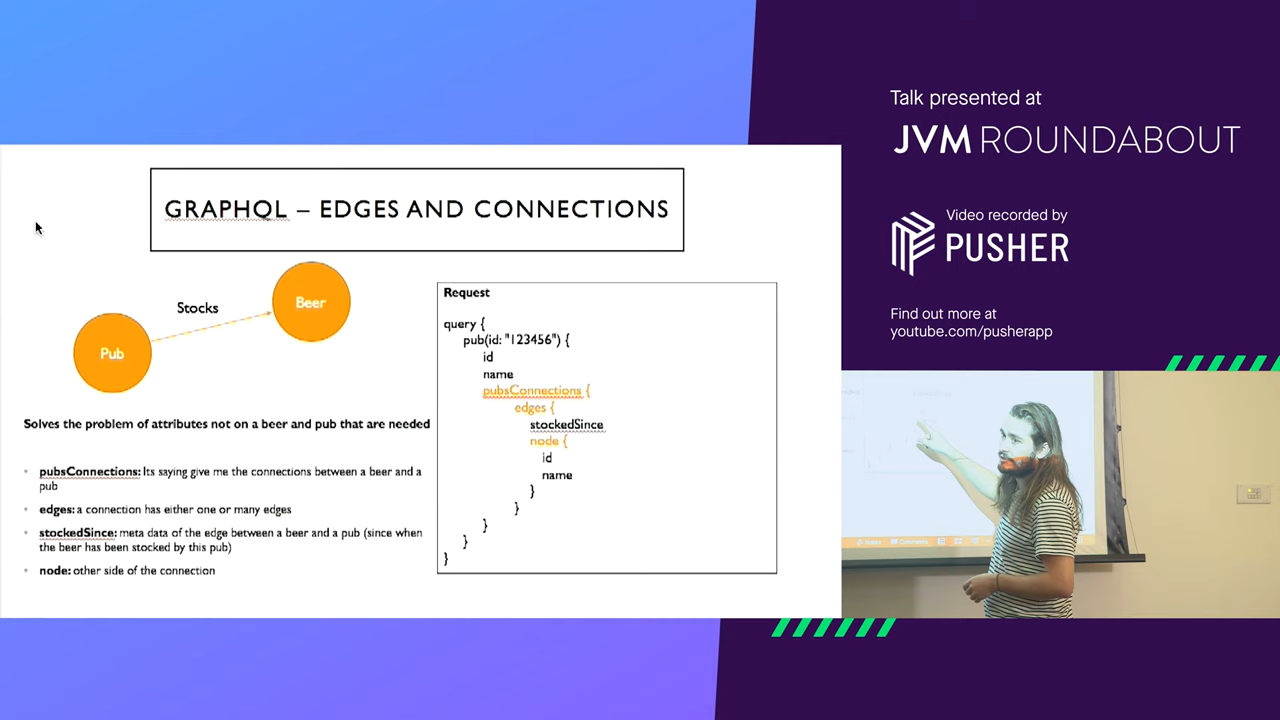 GRAPHQL – EDGES AND CONNECTIONS
Stocks
Beer
Pub
Solves the problem of attributes not on a beer and pub that are needed
pubsConnections: Its saying give me the connections between a beer and a
pub
edges: a connection has either one or many edges
stockedSince: meta data of the edge between a beer and a pub (since when
the beer has been stocked by this pub)
node: other side of the connection
Request
query {
pub(id: "123456") {
id
name
pubsConnections {
edges {
stockedSince
node {
id
name
}
}
}
}
}
Talk presented at
JVM ROUNDABOUT
Video recorded by
PUSHER
Find out more at
youtube.com/pusherapp
Notes
Comments